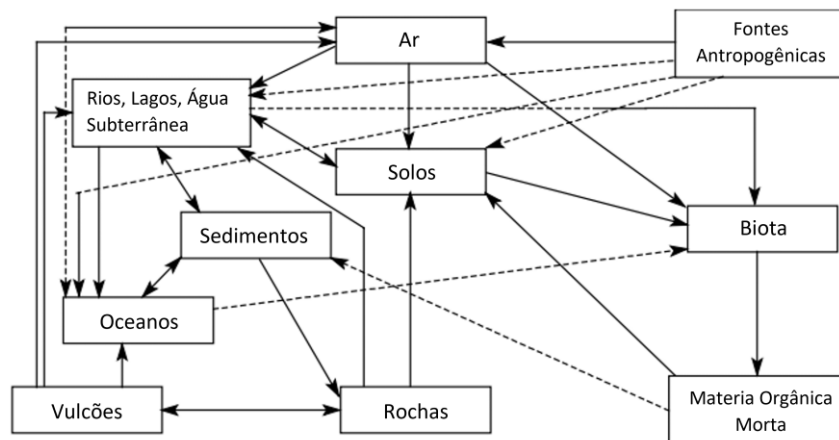 Ar
Fontes
Antropogênicas
Rios, Lagos, Água
Subterrânea
Solos
Biota
Sedimentos
Oceanos
Vulcões
Rochas
Materia Orgânica
Morta